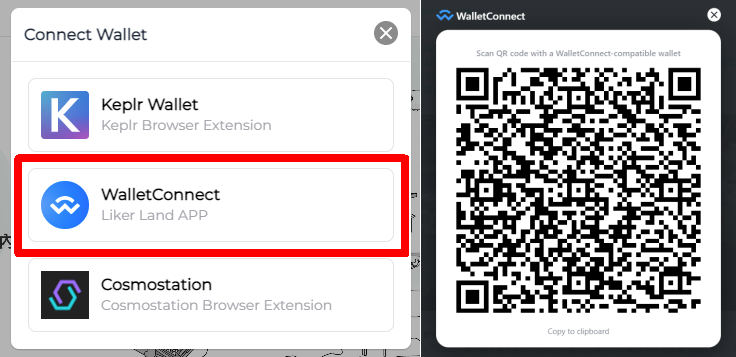 Connect Wallet
Keplr Wallet
Keplr Browser Extension
WalletConnect
Liker Land APP
Cosmostation
Cosmostation Browser Extension
WalletConnect
Scan QR code with a WalletConnect-compatible wallet
Copy to clipboard